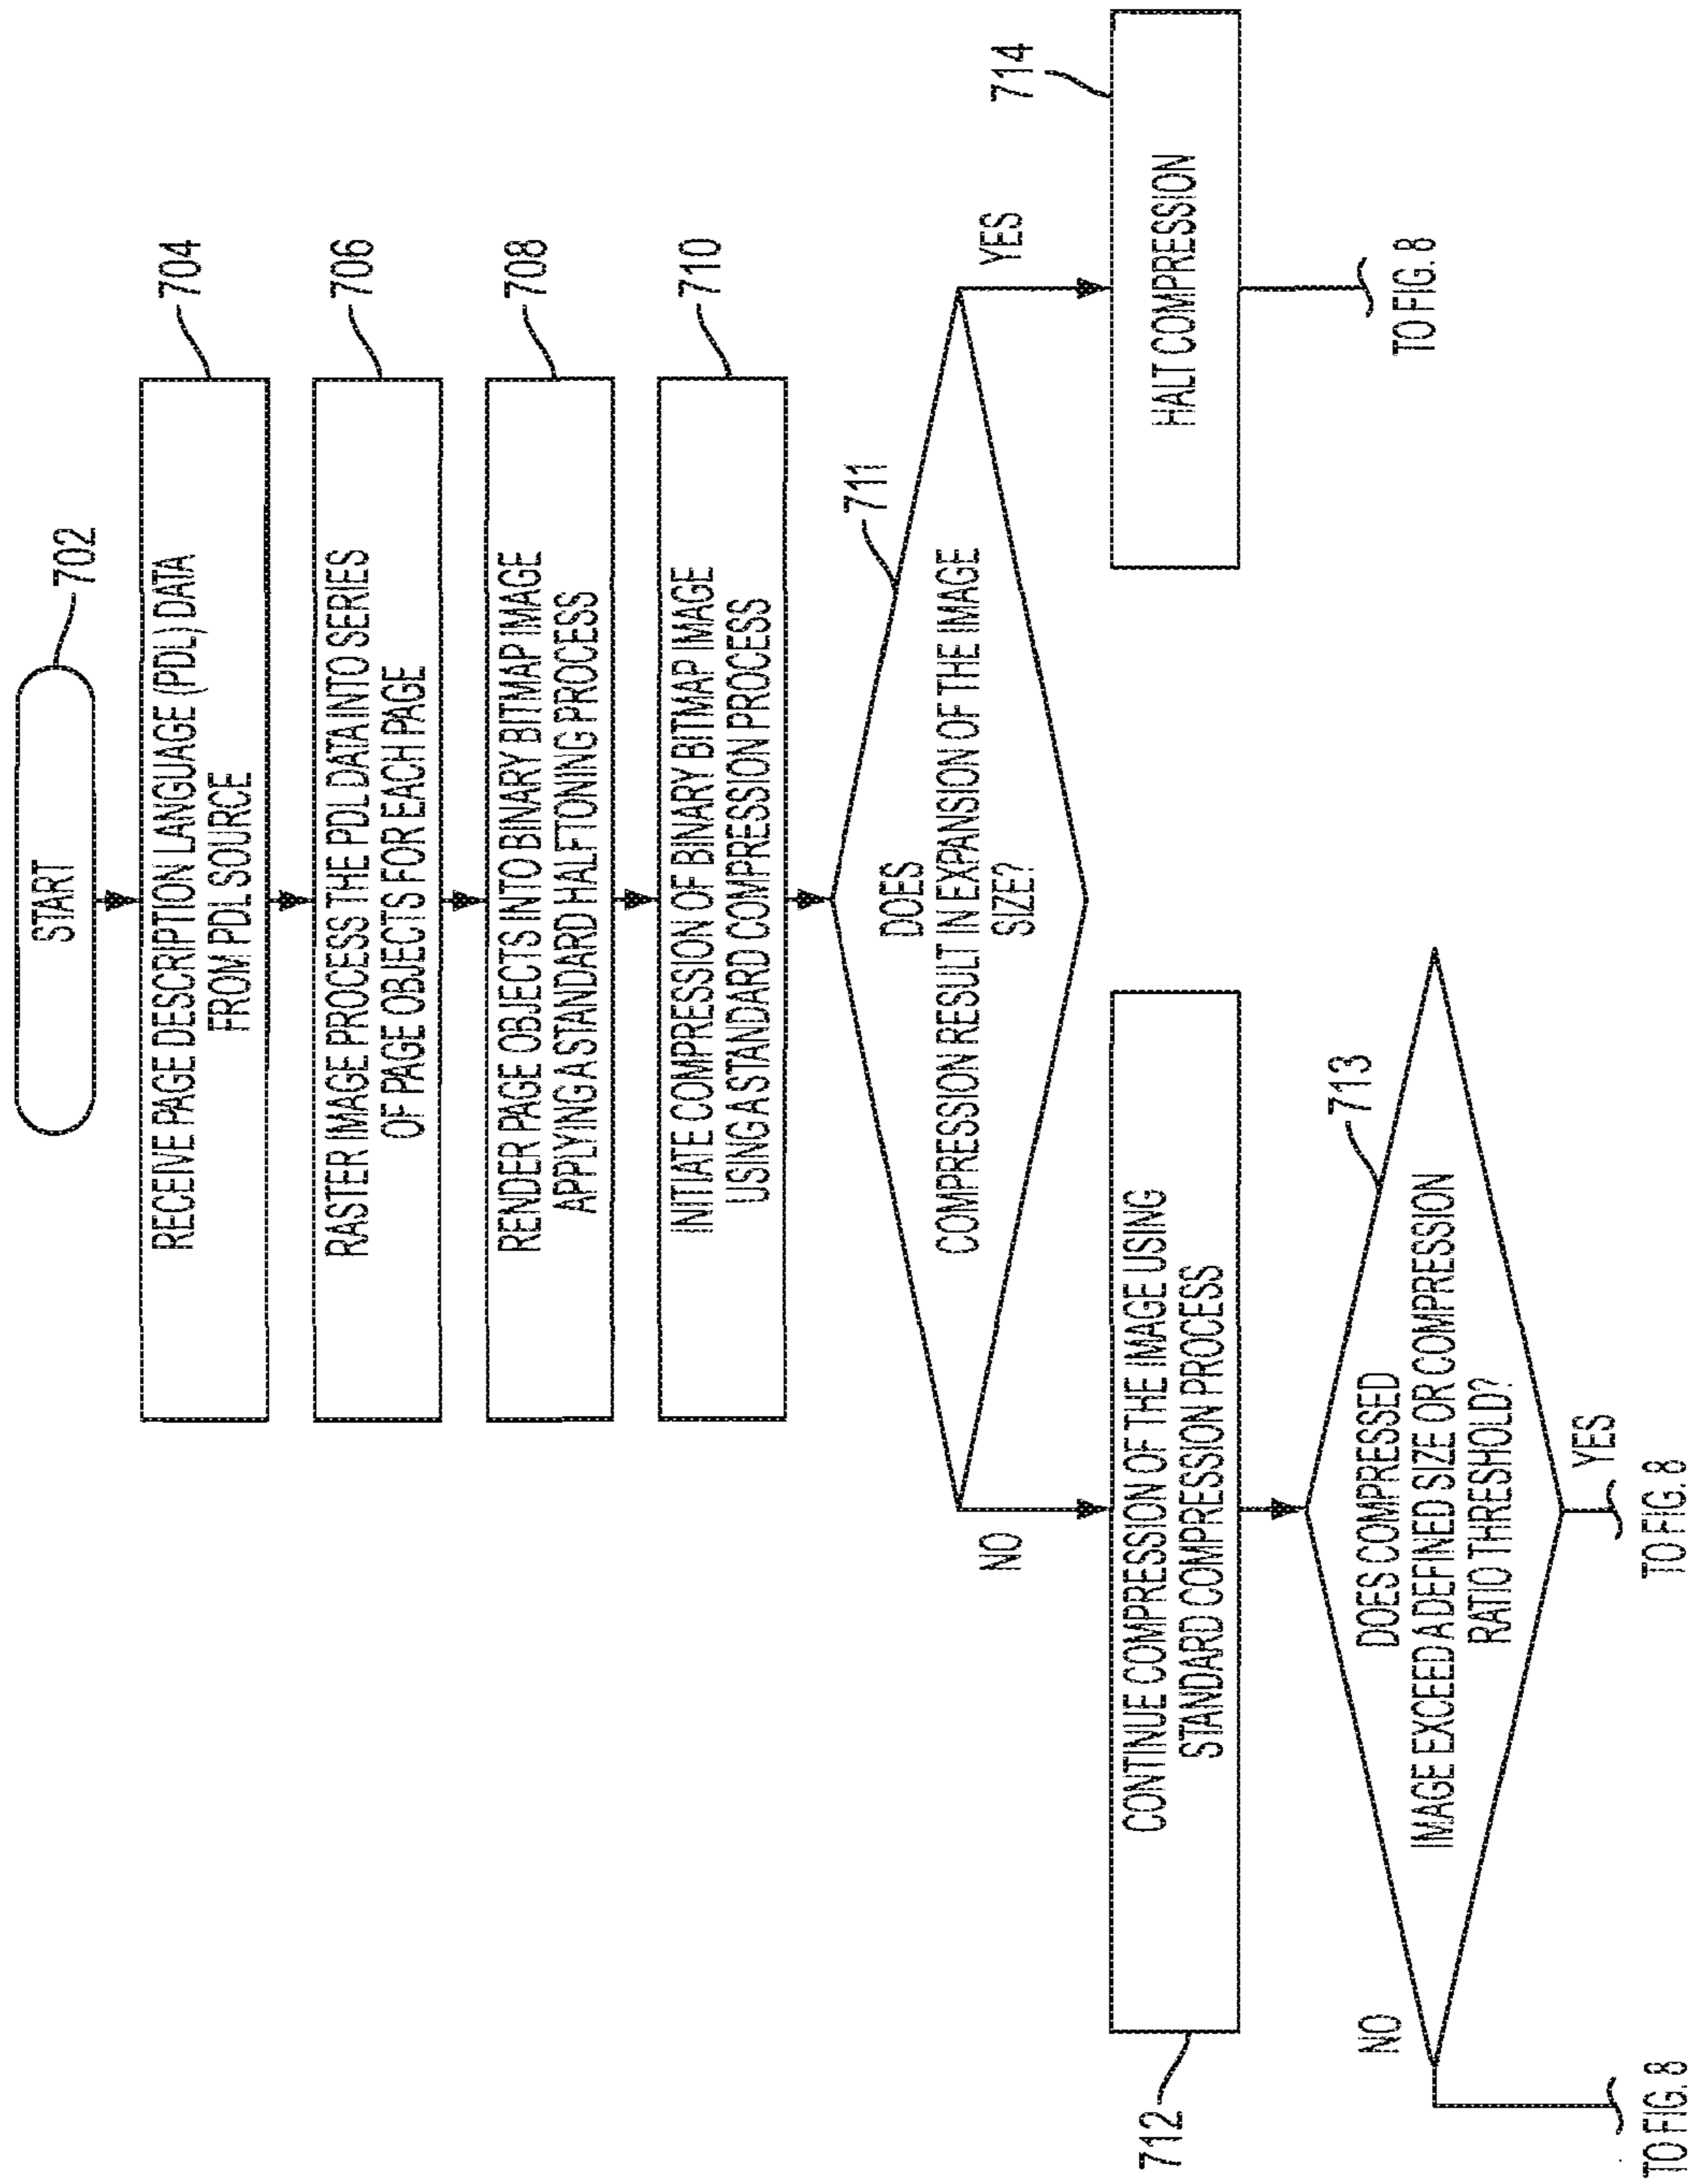 START
702
RECEIVE PAGE DESCRIPTION LANGUAGE (PDL) DATA
FROM PDL SOURCE
704
RASTER IMAGE PROCESS THE PDL DATA INTO SERIES
OF PAGE OBJECTS FOR EACH PAGE
706
RENDER PAGE OBJECTS INTO BINARY BITMAP IMAGE
APPLYING A STANDARD HALFTONING PROCESS
708
INITIATE COMPRESSION OF BINARY BITMAP IMAGE
USING A STANDARD COMPRESSION PROCESS
710
DOES
COMPRESSION RESULT IN EXPANSION OF THE IMAGE
SIZE?
711
NO
YES
712
CONTINUE COMPRESSION OF THE IMAGE USING
STANDARD COMPRESSION PROCESS
HALT COMPRESSION
714
TO FIG. 8
DOES COMPRESSED
IMAGE EXCEED A DEFINED SIZE OR COMPRESSION
RATIO THRESHOLD?
713
NO
YES
TO FIG. 8
TO FIG. 8